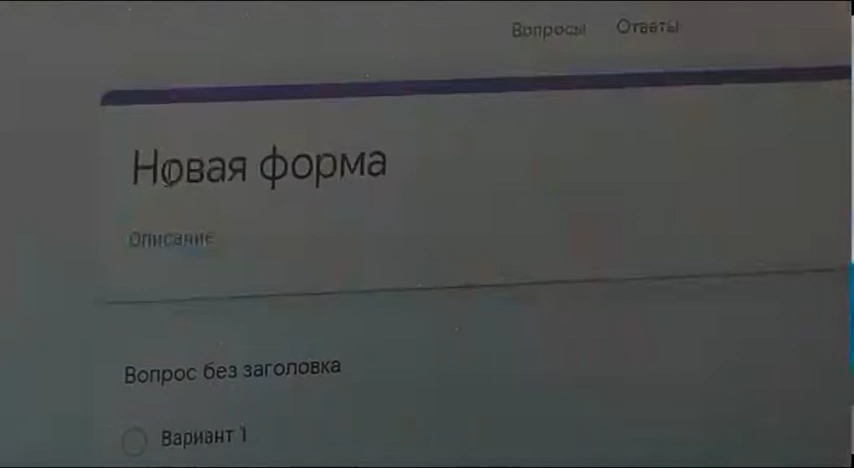 Вопросы Ответы
Новая форма
Описание
Вопрос без заголовка
Вариант 1